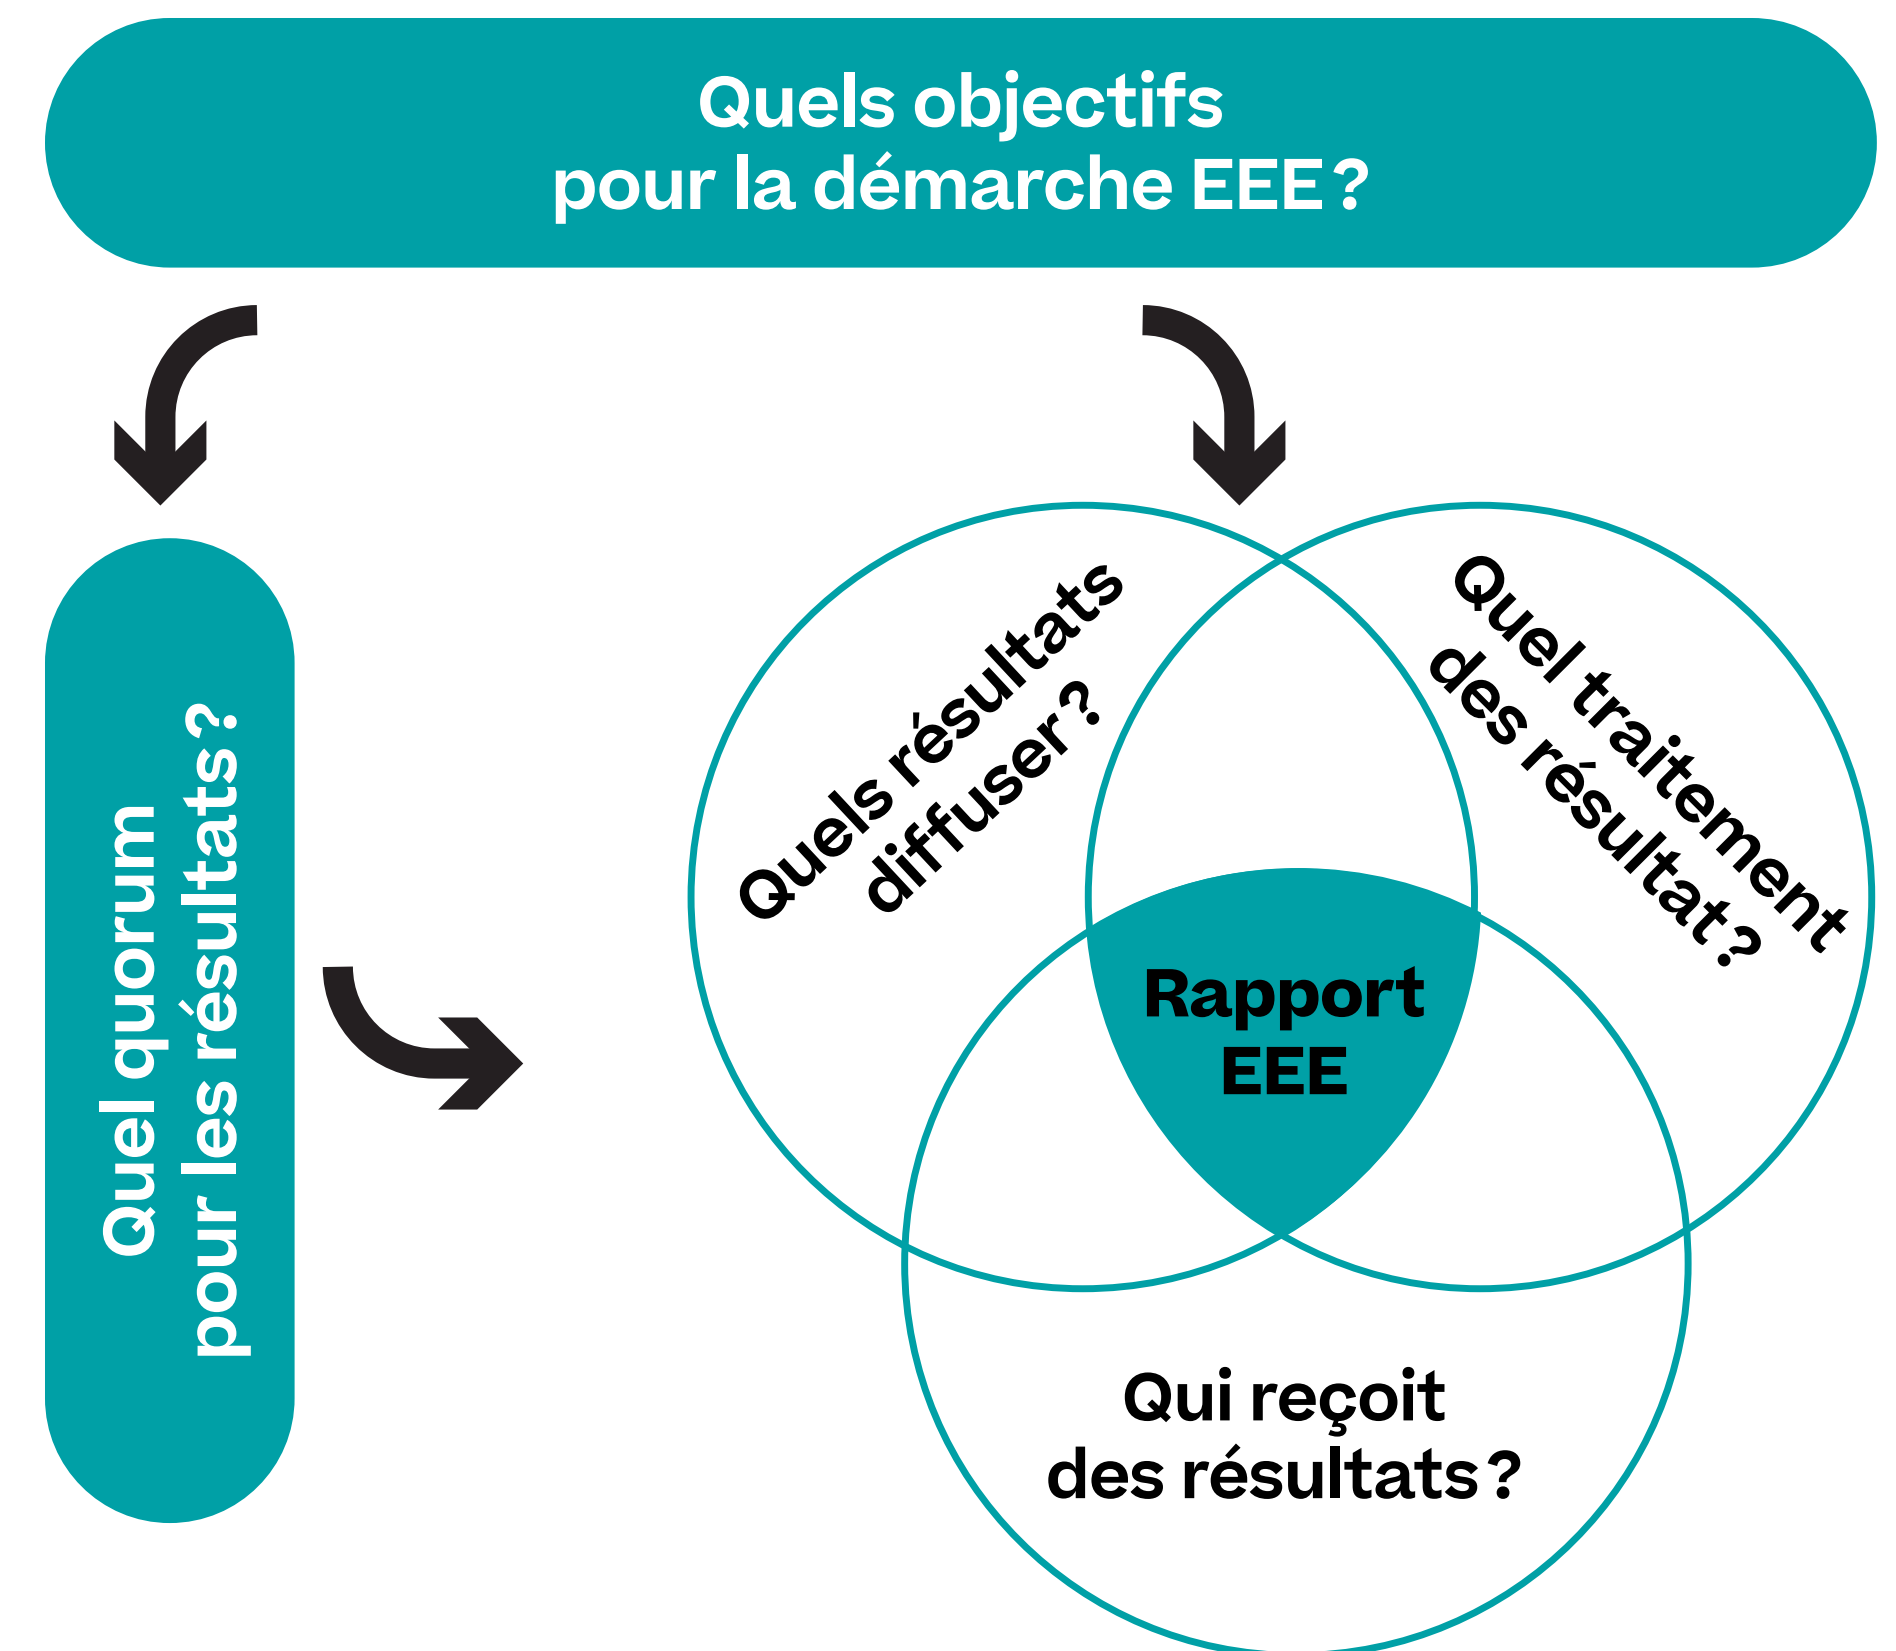 Quels objectifs
pour la démarche EEE ?
Quel quorum
pour les résultats ?
Quels résultats
diffuser ?
Quel traitement
des résultat ?
Rapport
EEE
Qui reçoit
des résultats ?